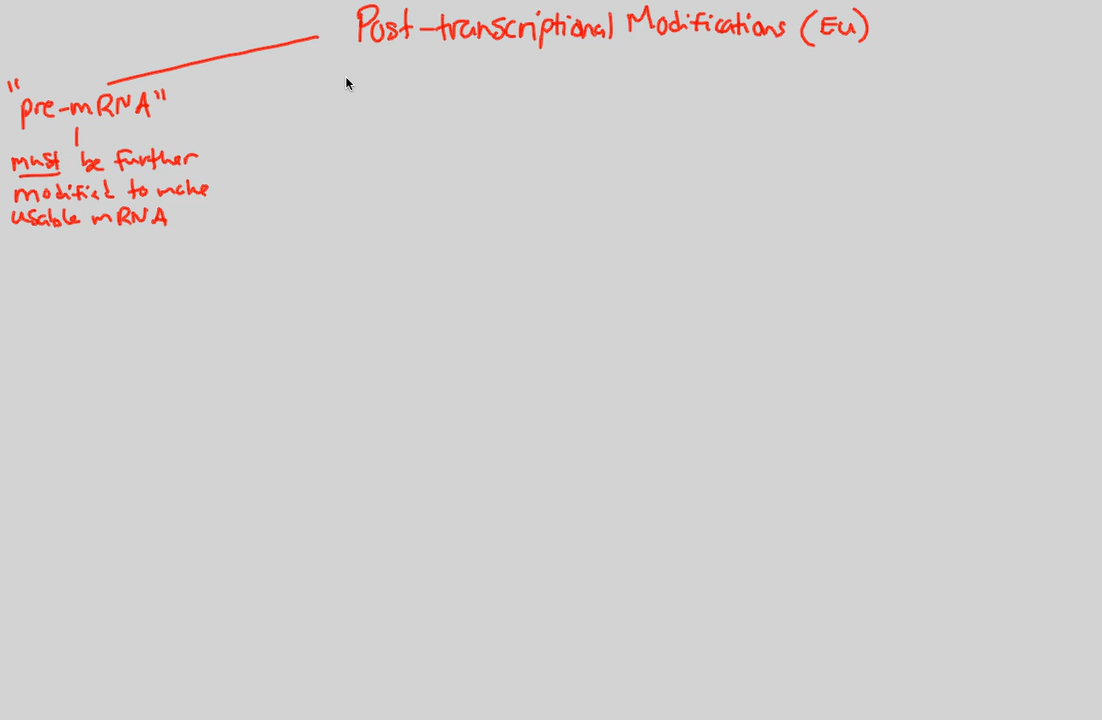 Post-transcriptional Modifications (Eu)
"pre-mRNA"
must be further
modified to make
usable mRNA